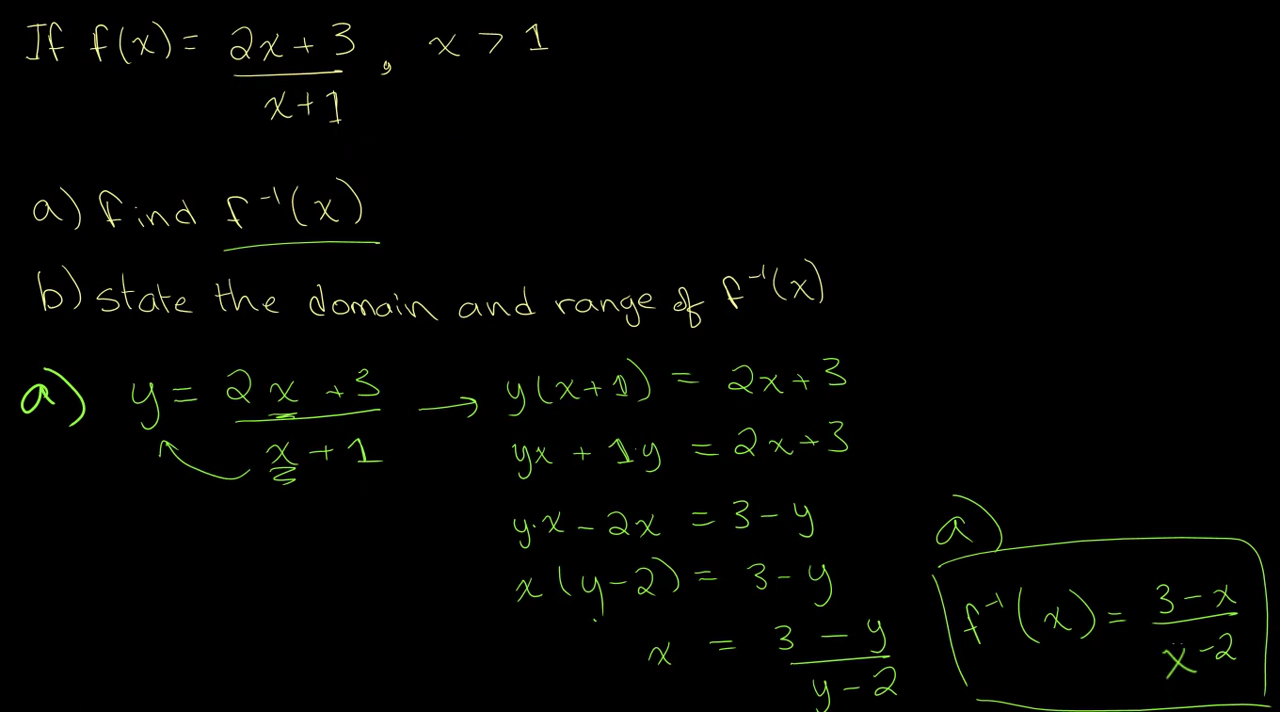 If f(x) = (2x + 3)/(x + 1), x > 1
a) find f⁻¹(x)
b) state the domain and range of f⁻¹(x)
a) y = (2x + 3)/(x + 1) → y(x + 1) = 2x + 3
yx + 1y = 2x + 3
y·x − 2x = 3 − y
x(y − 2) = 3 − y
x = (3 − y)/(y − 2)
a)
f⁻¹(x) = (3 − x)/(x − 2)